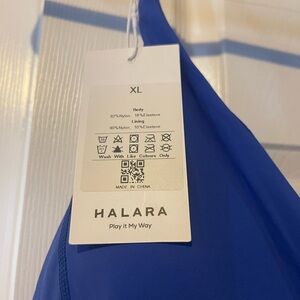 XL
Body
Lining
Wash With Like Colours Only
MADE IN CHINA
HALARA
Play it My Way